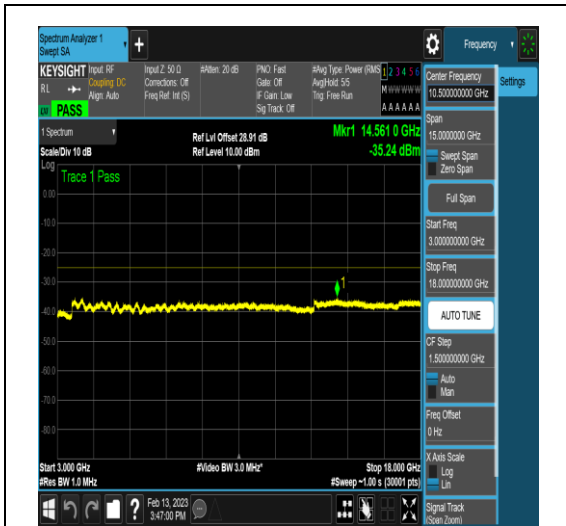 Spectrum Analyzer 1
Swept SA
+
Frequency
KEYSIGHT
RL
PASS
Input: RF
Coupling: DC
Align: Auto
Input Z: 50 Ω
Corrections: Off
Freq Ref: Int (S)
#Atten: 20 dB
PNO: Fast
Gate: Off
IF Gain: Low
Sig Track: Off
#Avg Type: Power (RMS
Avg|Hold: 5/5
Trig: Free Run
1 2 3 4 5 6
M W W W W W
A A A A A A
1 Spectrum
Scale/Div 10 dB
Ref Lvl Offset 28.91 dB
Ref Level 10.00 dBm
Mkr1 14.561 0 GHz
-35.24 dBm
Log
Trace 1 Pass
1
0.00
-10.0
-20.0
-30.0
-40.0
-50.0
-60.0
-70.0
-80.0
Start 3.000 GHz
#Res BW 1.0 MHz
#Video BW 3.0 MHz*
Stop 18.000 GHz
#Sweep ~1.00 s (30001 pts)
Feb 13, 2023
3:47:00 PM
?
Center Frequency
10.500000000 GHz
Settings
Span
15.0000000 GHz
Swept Span
Zero Span
Full Span
Start Freq
3.000000000 GHz
Stop Freq
18.000000000 GHz
AUTO TUNE
CF Step
1.500000000 GHz
Auto
Man
Freq Offset
0 Hz
X Axis Scale
Log
Lin
Signal Track
(Span Zoom)